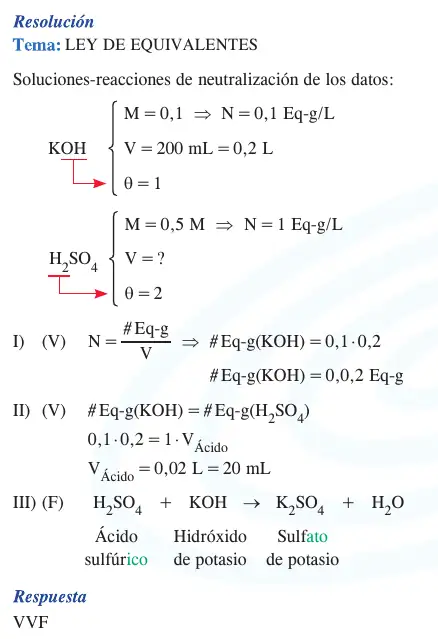 Resolución
Tema: LEY DE EQUIVALENTES
Soluciones-reacciones de neutralización de los datos:
M = 0,1 ⇒ N = 0,1 Eq-g/L
KOH V = 200 mL = 0,2 L
θ = 1
M = 0,5 M ⇒ N = 1 Eq-g/L
H₂SO₄ V = ?
θ = 2
I) (V) N = #Eq-g / V ⇒ #Eq-g(KOH) = 0,1 · 0,2
#Eq-g(KOH) = 0,0,2 Eq-g
II) (V) #Eq-g(KOH) = #Eq-g(H₂SO₄)
0,1 · 0,2 = 1 · VÁcido
VÁcido = 0,02 L = 20 mL
III) (F) H₂SO₄ + KOH → K₂SO₄ + H₂O
Ácido Hidróxido Sulfato
sulfúrico de potasio de potasio
Respuesta
VVF